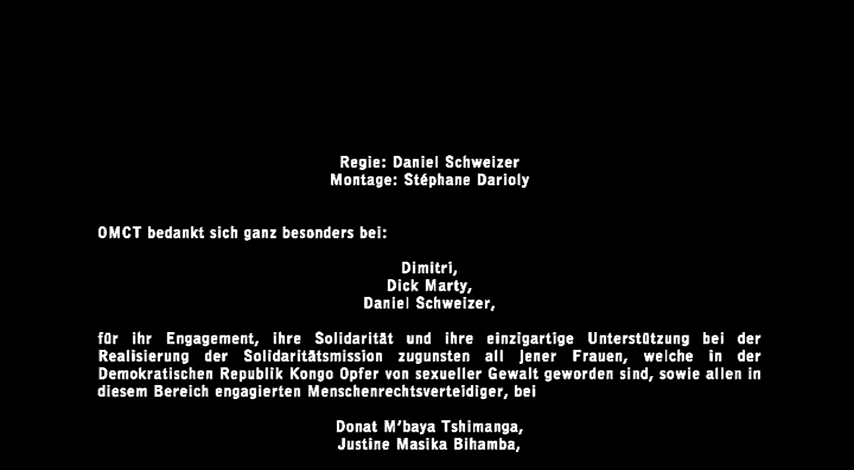 Regie: Daniel Schweizer
Montage: Stéphane Darioly
OMCT bedankt sich ganz besonders bei:
Dimitri,
Dick Marty,
Daniel Schweizer,
für ihr Engagement, ihre Solidarität und ihre einzigartige Unterstützung bei der
Realisierung der Solidaritätsmission zugunsten all jener Frauen, welche in der
Demokratischen Republik Kongo Opfer von sexueller Gewalt geworden sind, sowie allen in
diesem Bereich engagierten Menschenrechtsverteidiger, bei
Donat M'baya Tshimanga,
Justine Masika Bihamba,